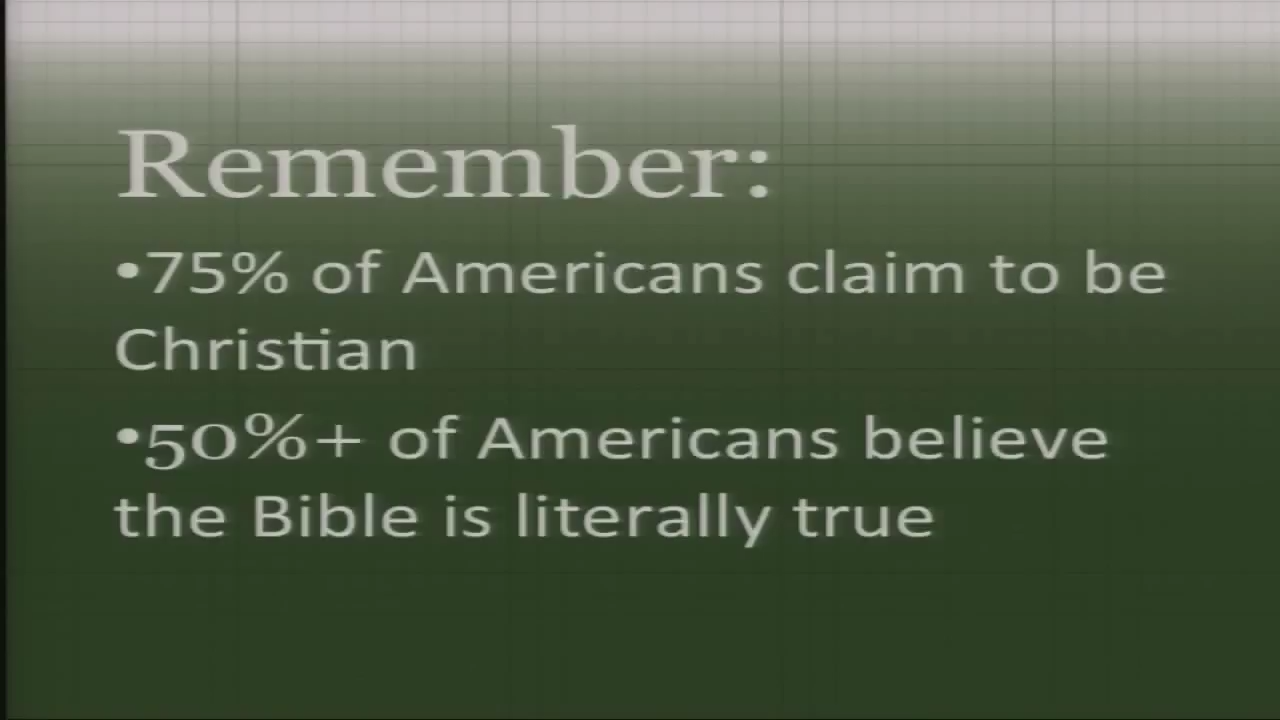 Remember:
•75% of Americans claim to be
Christian
•50%+ of Americans believe
the Bible is literally true